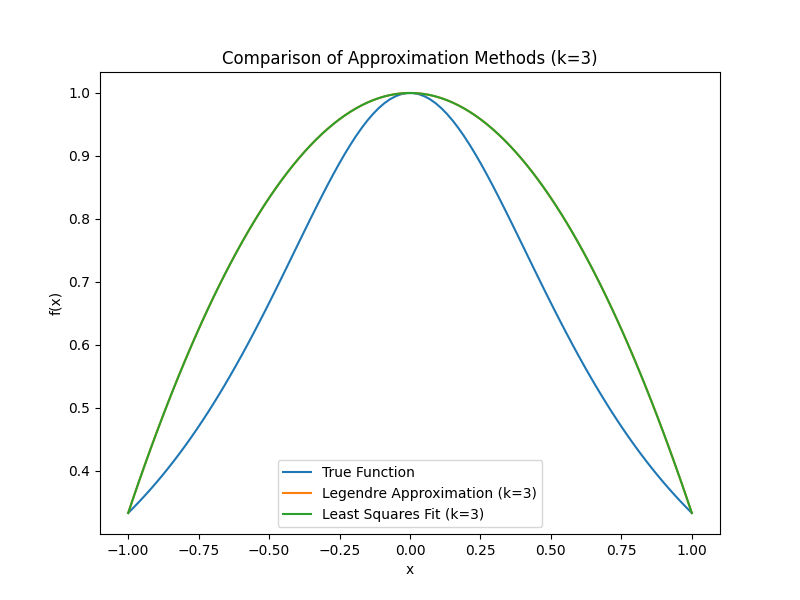 Comparison of Approximation Methods (k=3)
1.0
0.9
0.8
0.7
0.6
0.5
0.4
f(x)
True Function
Legendre Approximation (k=3)
Least Squares Fit (k=3)
−1.00 −0.75 −0.50 −0.25 0.00 0.25 0.50 0.75 1.00
x